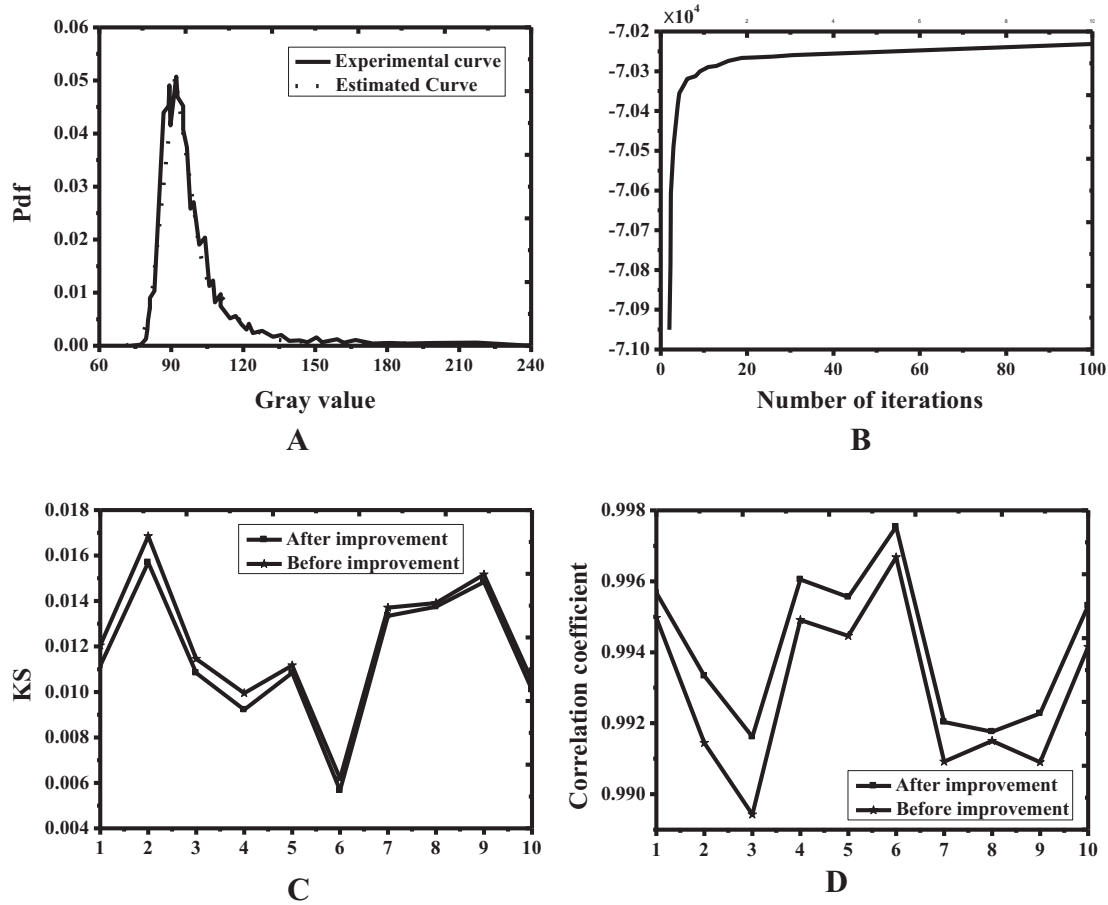 0.06
0.05
0.04
0.03
0.02
0.01
0.00
Pdf
Experimental curve
Estimated Curve
60 90 120 150 180 210 240
Gray value
A
×10⁴
2 4 6 8 10
-7.02
-7.03
-7.04
-7.05
-7.06
-7.07
-7.08
-7.09
-7.10
0 20 40 60 80 100
Number of iterations
B
0.018
0.016
0.014
0.012
0.010
0.008
0.006
0.004
KS
After improvement
Before improvement
1 2 3 4 5 6 7 8 9 10
C
0.998
0.996
0.994
0.992
0.990
Correlation coefficient
After improvement
Before improvement
1 2 3 4 5 6 7 8 9 10
D